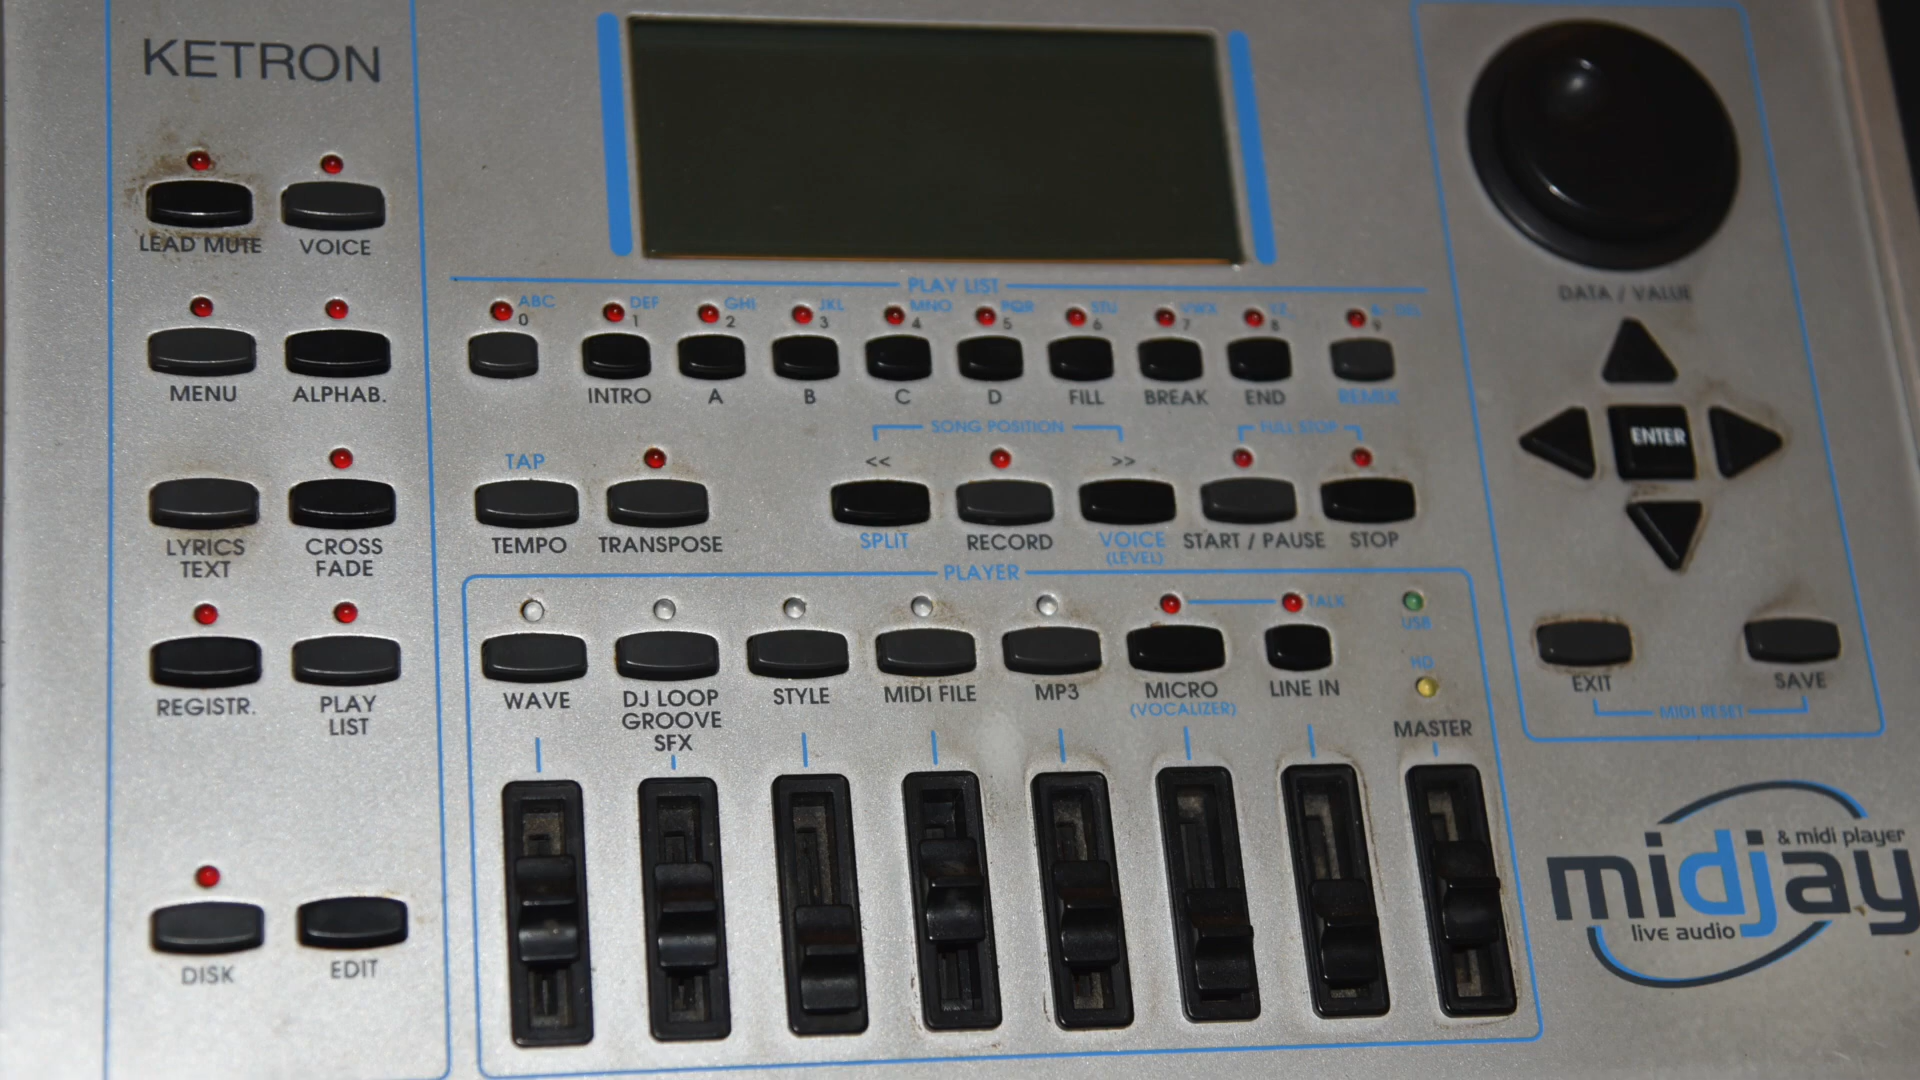 KETRON
LEAD MUTE VOICE
MENU ALPHAB.
LYRICS
TEXT
CROSS
FADE
REGISTR.
PLAY
LIST
DISK EDIT
PLAY LIST
ABC DEF GHI JKL MNO PQR STU VWX
0 1 2 3 4 5 6 7 8 9
INTRO A B C D FILL BREAK END REMIX
SONG POSITION FULL STOP
TAP << >>
TEMPO TRANSPOSE SPLIT RECORD VOICE START / PAUSE STOP
(LEVEL)
PLAYER
TALK
USB
HD
WAVE
DJ LOOP
GROOVE
SFX
STYLE MIDI FILE MP3 MICRO LINE IN
(VOCALIZER)
MASTER
DATA / VALUE
ENTER
EXIT SAVE
MIDI RESET
& midi player
midjay
live audio